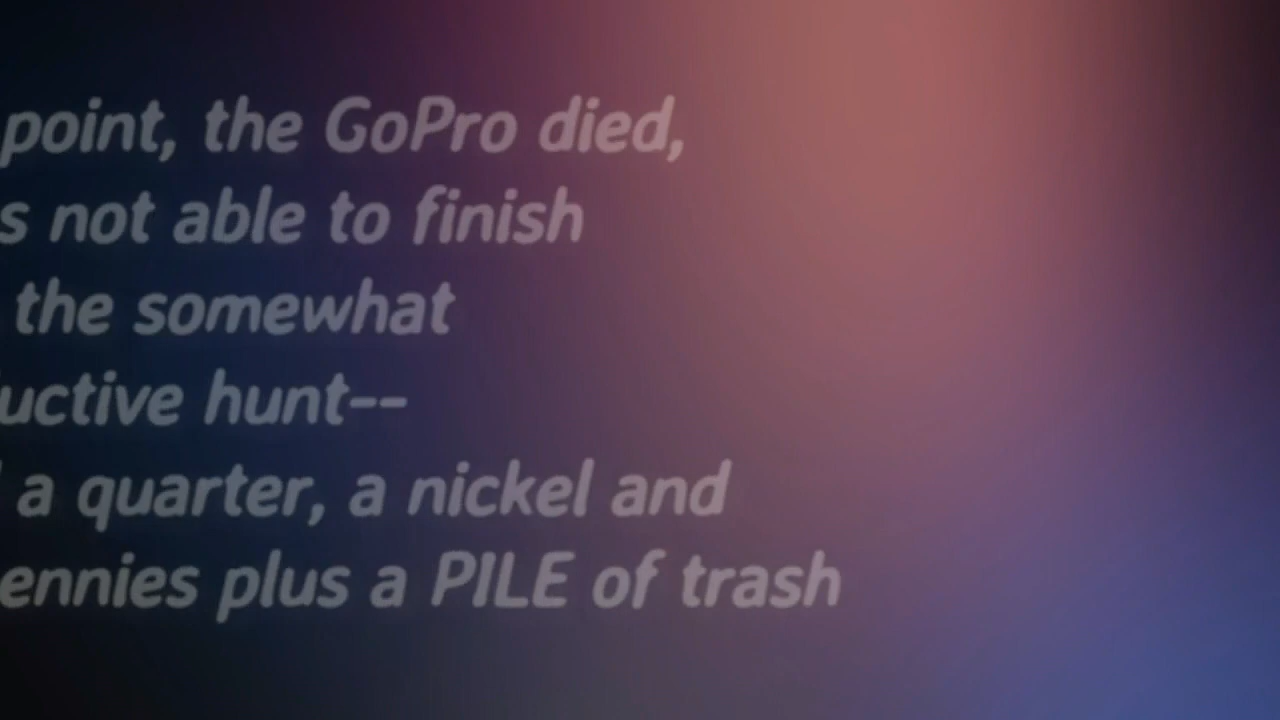 point, the GoPro died,
s not able to finish
the somewhat
uctive hunt--
a quarter, a nickel and
ennies plus a PILE of trash